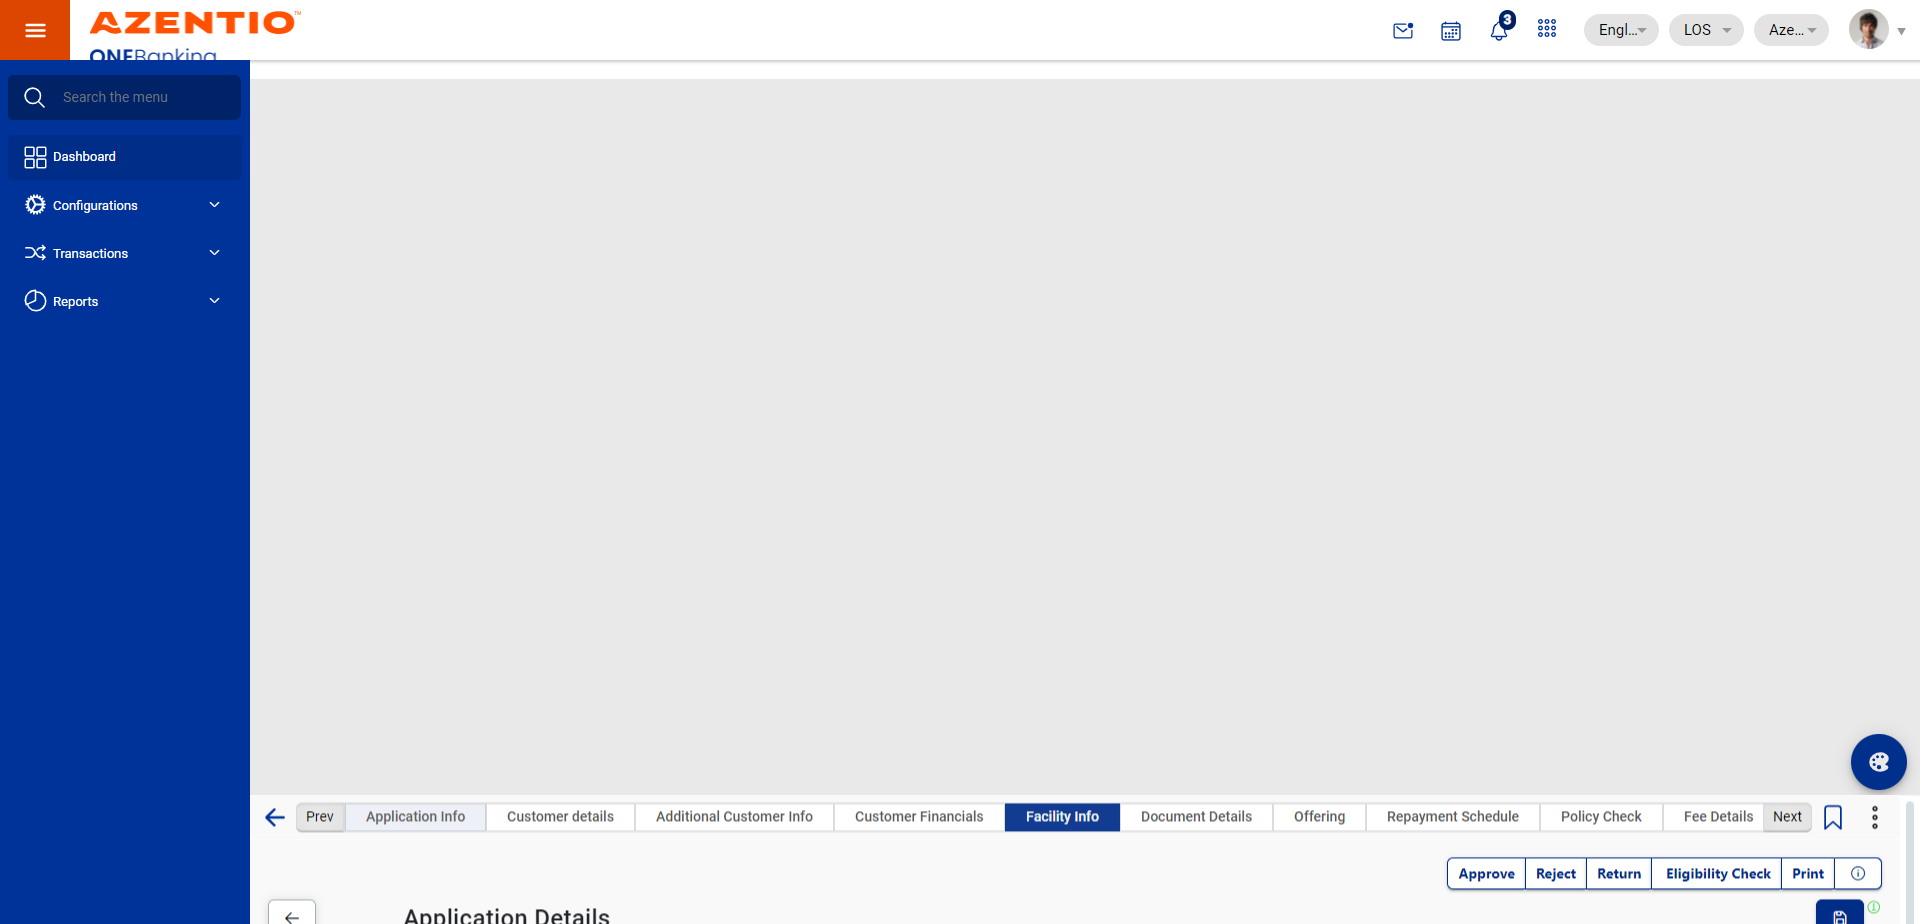 AZENTIO™
ONEBanking
3
Engl...
LOS
Aze...
Search the menu
Dashboard
Configurations
Transactions
Reports
Prev
Application Info
Customer details
Additional Customer Info
Customer Financials
Facility Info
Document Details
Offering
Repayment Schedule
Policy Check
Fee Details
Next
Approve
Reject
Return
Eligibility Check
Print
Application Details